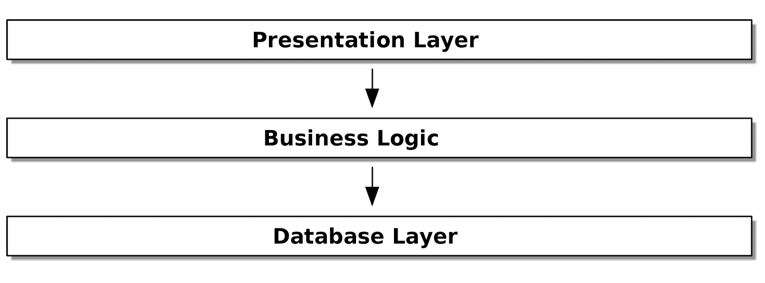 Presentation Layer
Business Logic
Database Layer